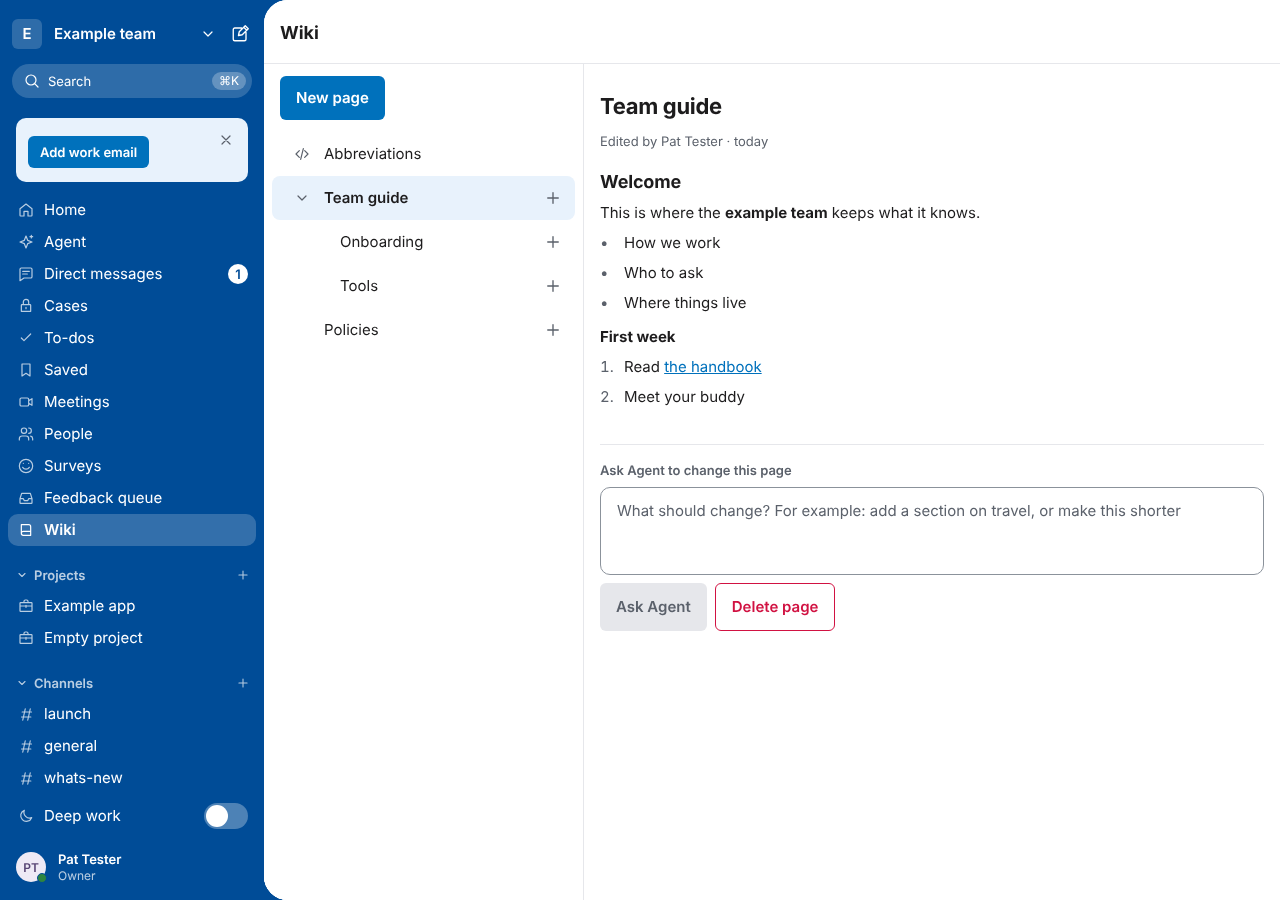 E Example team
Search ⌘K
Add work email
Home
Agent
Direct messages 1
Cases
To-dos
Saved
Meetings
People
Surveys
Feedback queue
Wiki
Projects
Example app
Empty project
Channels
launch
general
whats-new
Deep work
PT Pat Tester
Owner
Wiki
New page
Abbreviations
Team guide
Onboarding
Tools
Policies
Team guide
Edited by Pat Tester · today
Welcome
This is where the example team keeps what it knows.
• How we work
• Who to ask
• Where things live
First week
1. Read the handbook
2. Meet your buddy
Ask Agent to change this page
What should change? For example: add a section on travel, or make this shorter
Ask Agent Delete page